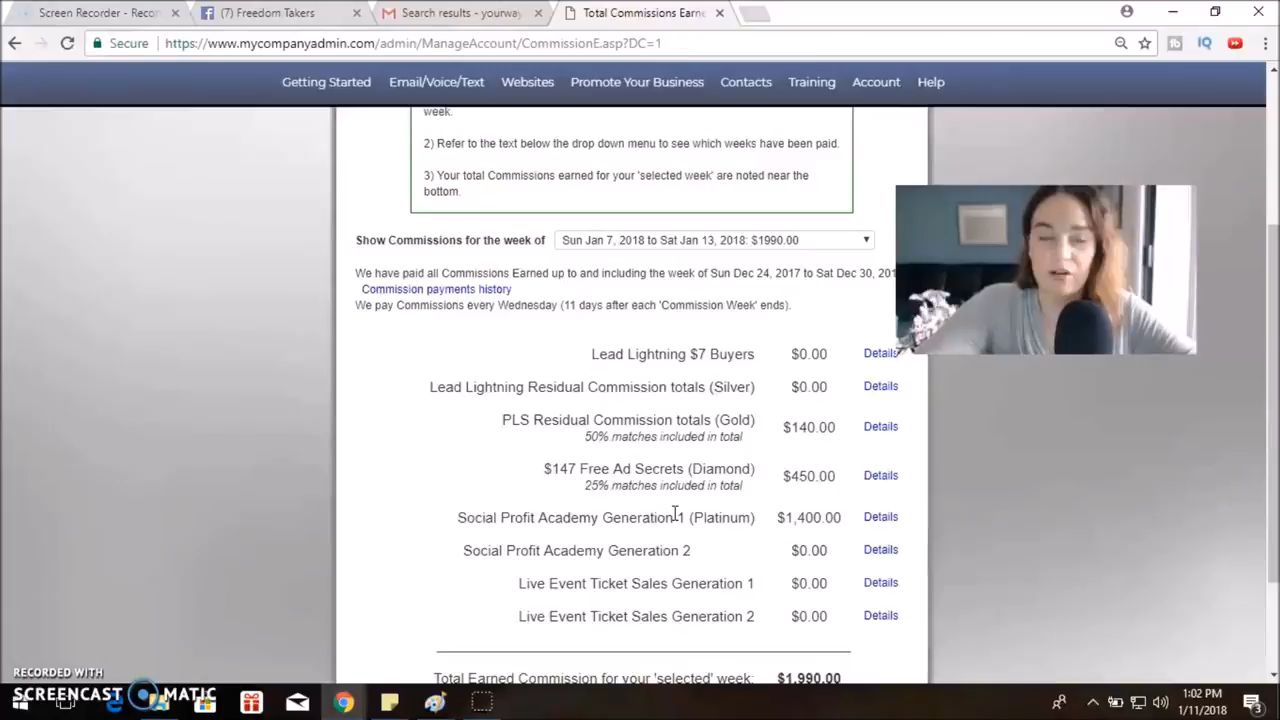 Screen Recorder - Recor
(7) Freedom Takers
Search results - yourway
Total Commissions Earne
Secure
https://www.mycompanyadmin.com/admin/ManageAccount/CommissionE.asp?DC=1
Getting Started Email/Voice/Text Websites Promote Your Business Contacts Training Account Help
week.
2) Refer to the text below the drop down menu to see which weeks have been paid.
3) Your total Commissions earned for your 'selected week' are noted near the
bottom.
Show Commissions for the week of Sun Jan 7, 2018 to Sat Jan 13, 2018: $1990.00
We have paid all Commissions Earned up to and including the week of Sun Dec 24, 2017 to Sat Dec 30, 201
Commission payments history
We pay Commissions every Wednesday (11 days after each 'Commission Week' ends).
Lead Lightning $7 Buyers $0.00 Details
Lead Lightning Residual Commission totals (Silver) $0.00 Details
PLS Residual Commission totals (Gold) $140.00 Details
50% matches included in total
$147 Free Ad Secrets (Diamond) $450.00 Details
25% matches included in total
Social Profit Academy Generation 1 (Platinum) $1,400.00 Details
Social Profit Academy Generation 2 $0.00 Details
Live Event Ticket Sales Generation 1 $0.00 Details
Live Event Ticket Sales Generation 2 $0.00 Details
Total Earned Commission for your 'selected' week: $1,990.00
RECORDED WITH
SCREENCAST MATIC
1:02 PM
1/11/2018